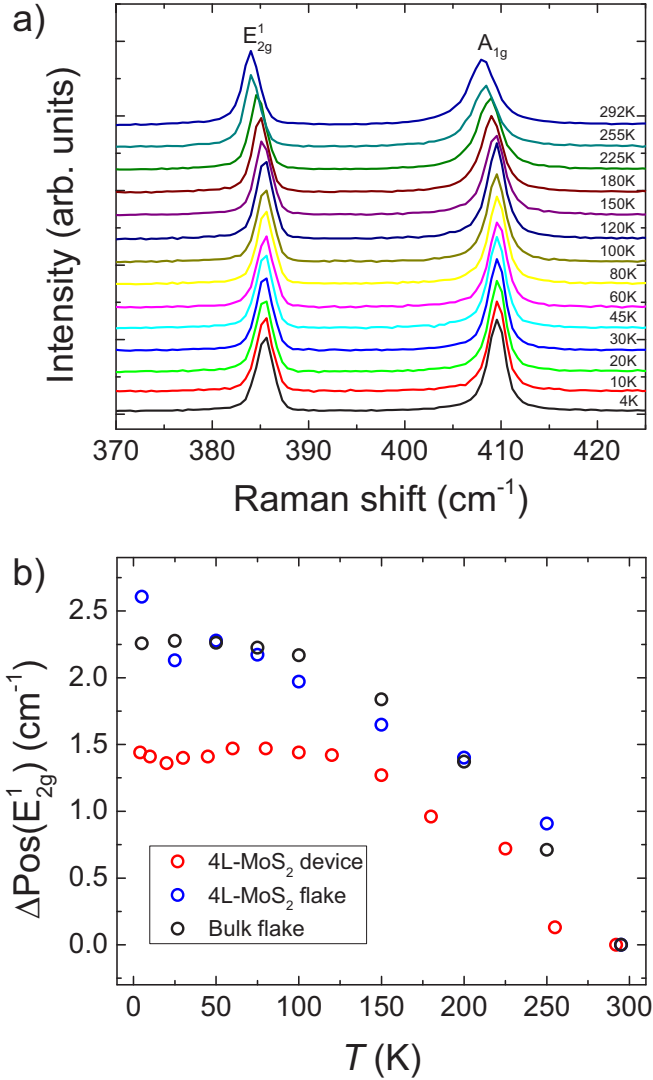 a)
E¹₂g
A₁g
292K
255K
225K
180K
150K
120K
100K
80K
60K
45K
30K
20K
10K
4K
Intensity (arb. units)
370 380 390 400 410 420
Raman shift (cm⁻¹)
b)
2.5
2.0
1.5
1.0
0.5
0.0
ΔPos(E¹₂g) (cm⁻¹)
4L-MoS₂ device
4L-MoS₂ flake
Bulk flake
0 50 100 150 200 250 300
T (K)